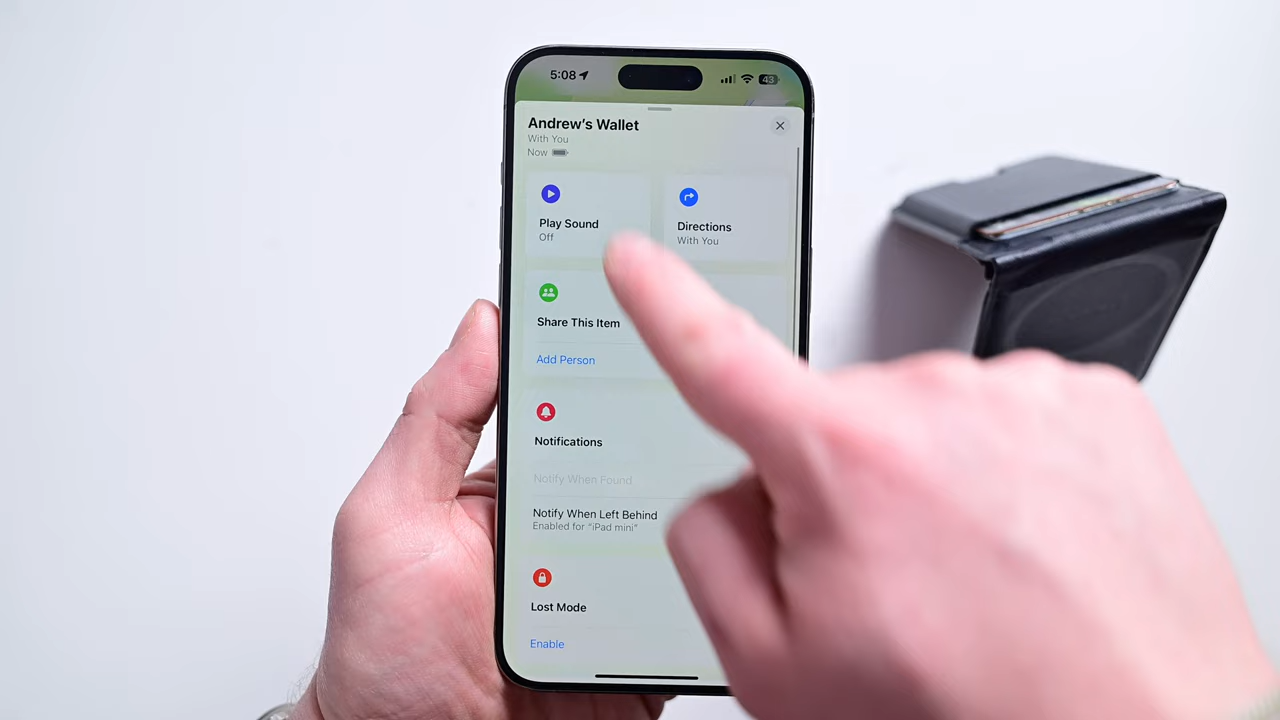 5:08
43
Andrew's Wallet
With You
Now
Play Sound
Off
Directions
With You
Share This Item
Add Person
Notifications
Notify When Found
Notify When Left Behind
Enabled for "iPad mini"
Lost Mode
Enable